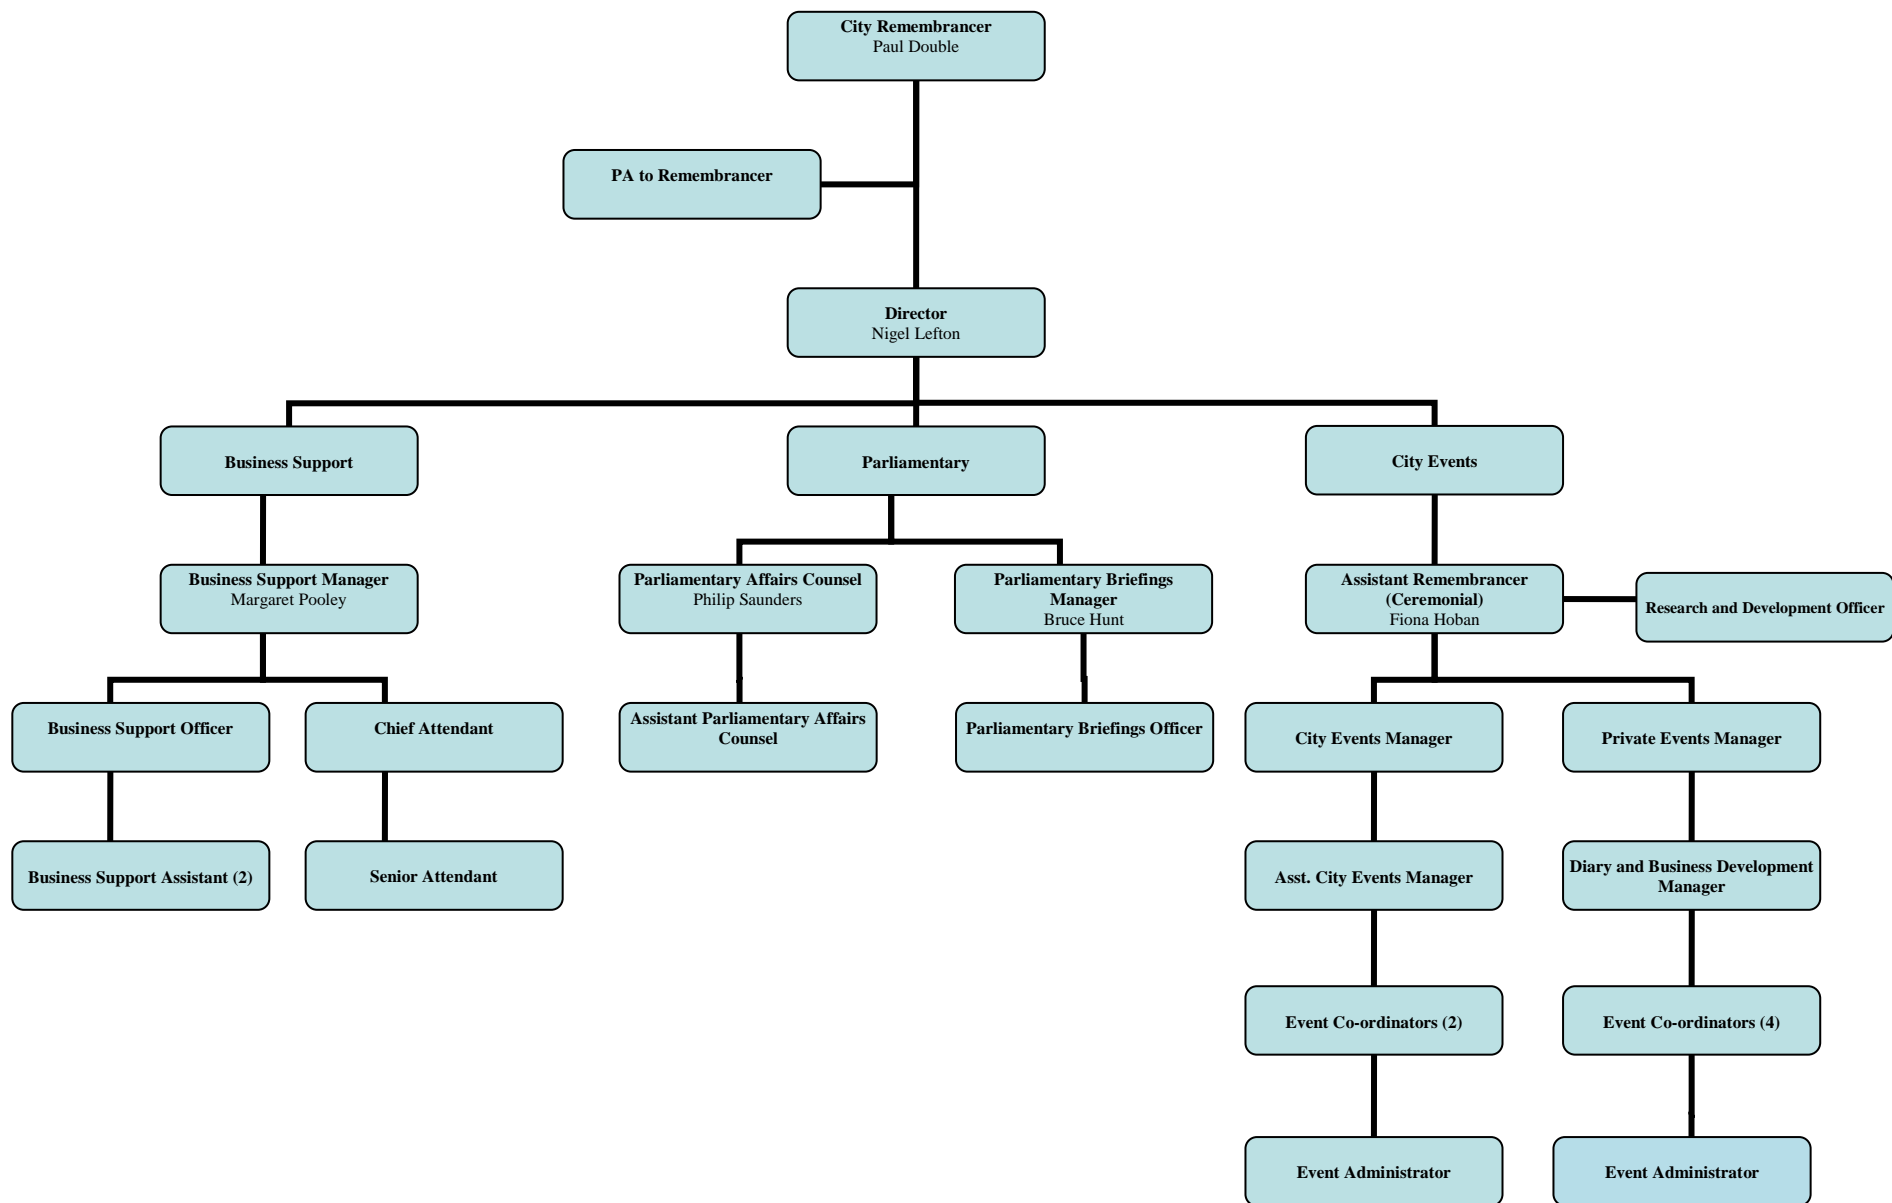 City Remembrancer
Paul Double
PA to Remembrancer
Director
Nigel Lefton
Business Support
Parliamentary
City Events
Business Support Manager
Margaret Pooley
Parliamentary Affairs Counsel
Philip Saunders
Parliamentary Briefings
Manager
Bruce Hunt
Assistant Remembrancer
(Ceremonial)
Fiona Hoban
Research and Development Officer
Business Support Officer
Chief Attendant
Assistant Parliamentary Affairs
Counsel
Parliamentary Briefings Officer
City Events Manager
Private Events Manager
Business Support Assistant (2)
Senior Attendant
Asst. City Events Manager
Diary and Business Development
Manager
Event Co-ordinators (2)
Event Co-ordinators (4)
Event Administrator
Event Administrator